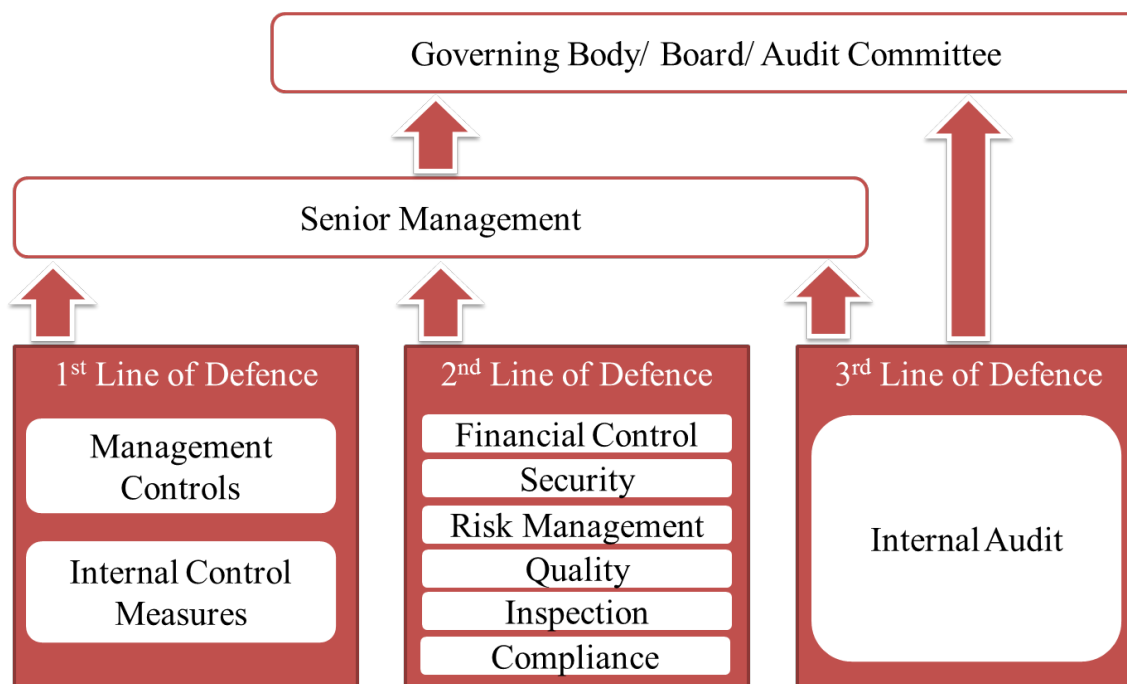 Governing Body/ Board/ Audit Committee
Senior Management
1st Line of Defence
Management
Controls
Internal Control
Measures
2nd Line of Defence
Financial Control
Security
Risk Management
Quality
Inspection
Compliance
3rd Line of Defence
Internal Audit